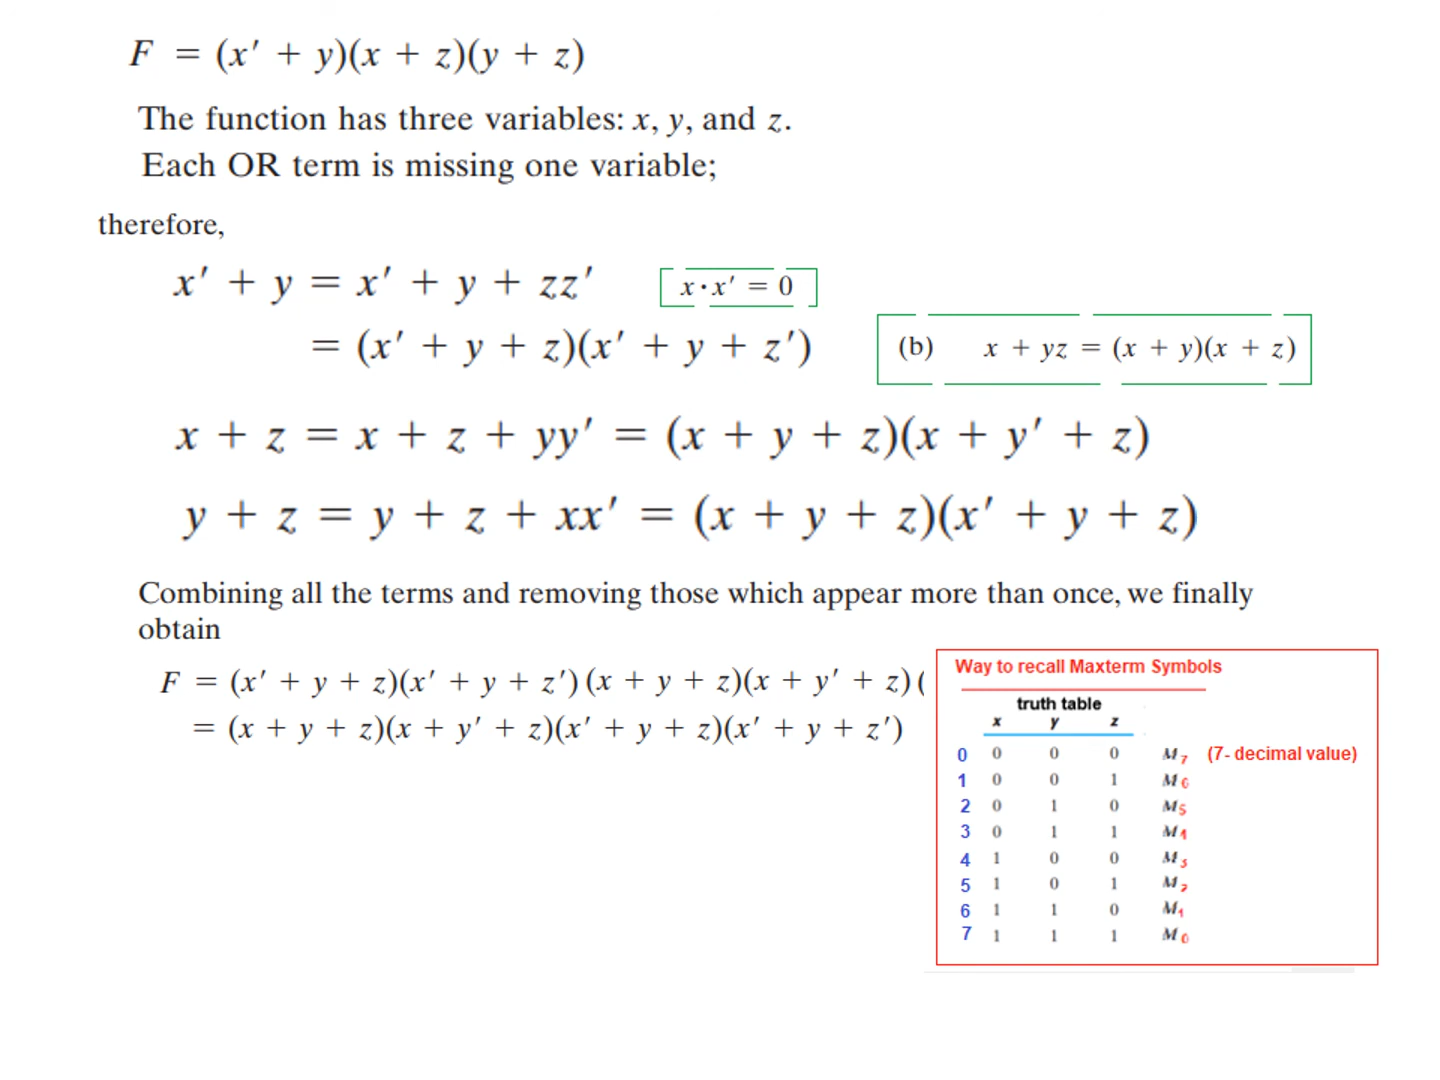 F = (x′ + y)(x + z)(y + z)
The function has three variables: x, y, and z.
Each OR term is missing one variable;
therefore,
x′ + y = x′ + y + zz′
x · x′ = 0
= (x′ + y + z)(x′ + y + z′)
(b) x + yz = (x + y)(x + z)
x + z = x + z + yy′ = (x + y + z)(x + y′ + z)
y + z = y + z + xx′ = (x + y + z)(x′ + y + z)
Combining all the terms and removing those which appear more than once, we finally
obtain
F = (x′ + y + z)(x′ + y + z′)(x + y + z)(x + y′ + z)(
= (x + y + z)(x + y′ + z)(x′ + y + z)(x′ + y + z′)
Way to recall Maxterm Symbols
truth table
x y z
0 0 0 0 M7 (7- decimal value)
1 0 0 1 M6
2 0 1 0 M5
3 0 1 1 M4
4 1 0 0 M3
5 1 0 1 M2
6 1 1 0 M1
7 1 1 1 M0